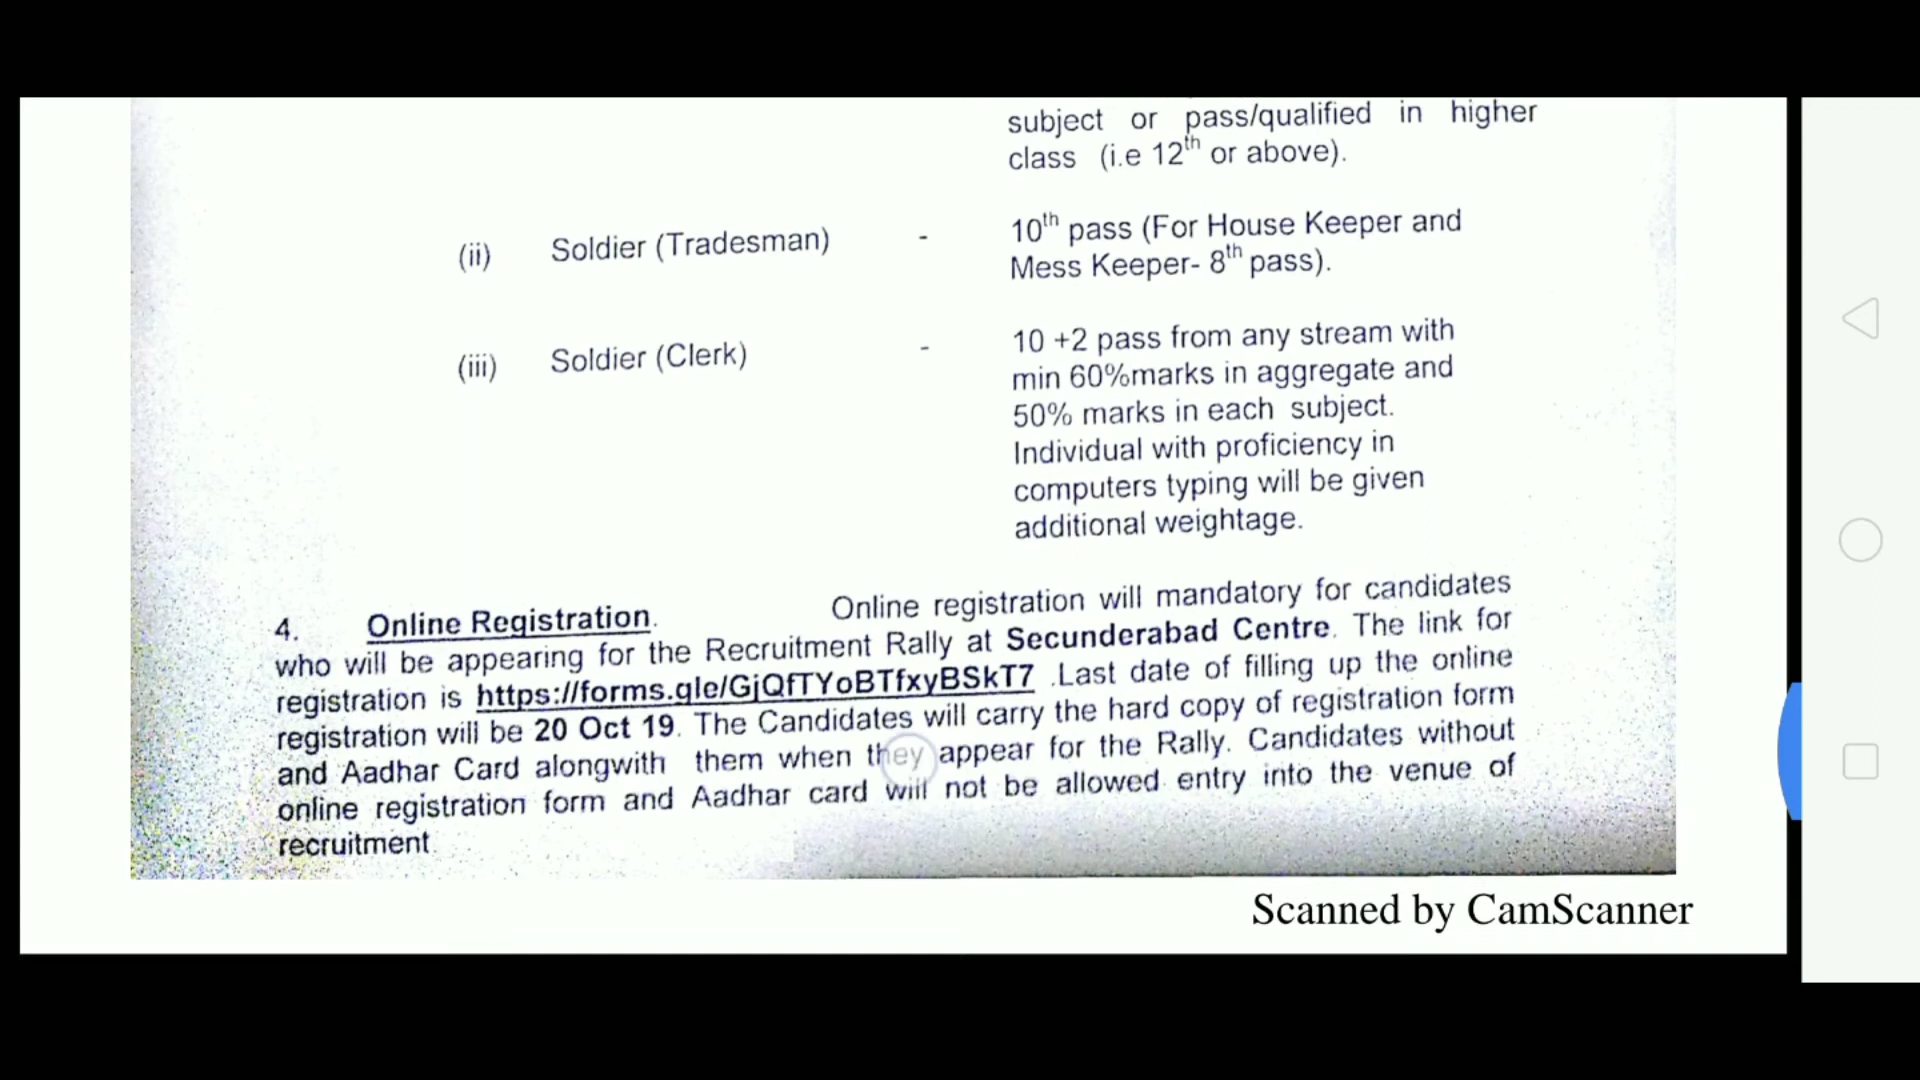 subject or pass/qualified in higher
class (i.e 12th or above).
(ii) Soldier (Tradesman) - 10th pass (For House Keeper and
Mess Keeper- 8th pass).
(iii) Soldier (Clerk) - 10 +2 pass from any stream with
min 60%marks in aggregate and
50% marks in each subject.
Individual with proficiency in
computers typing will be given
additional weightage.
4. Online Registration. Online registration will mandatory for candidates
who will be appearing for the Recruitment Rally at Secunderabad Centre. The link for
registration is https://forms.gle/GjQfTYoBTfxyBSkT7 .Last date of filling up the online
registration will be 20 Oct 19. The Candidates will carry the hard copy of registration form
and Aadhar Card alongwith them when they appear for the Rally. Candidates without
online registration form and Aadhar card will not be allowed entry into the venue of
recruitment
Scanned by CamScanner